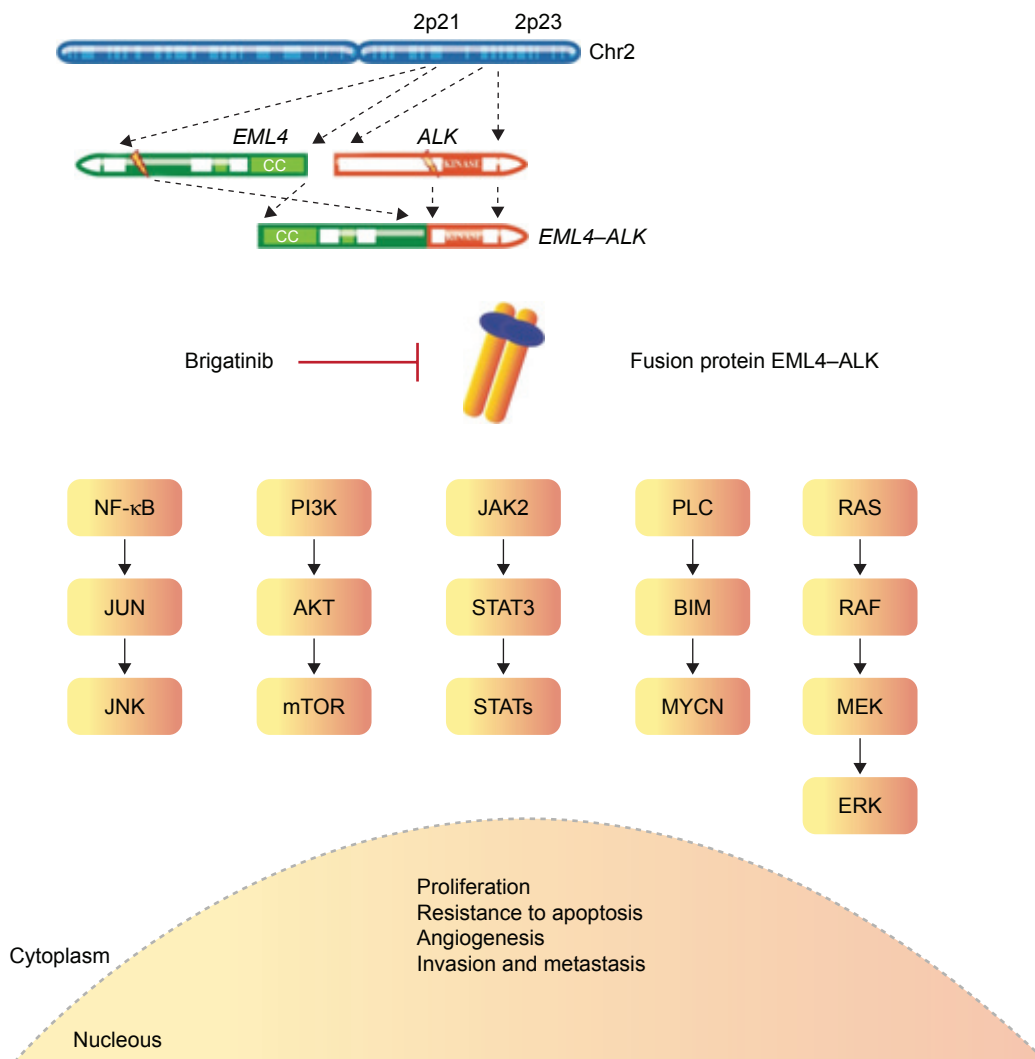 2p21 2p23
Chr2
EML4 ALK
CC KINASE
CC KINASE EML4–ALK
Brigatinib Fusion protein EML4–ALK
NF-κB PI3K JAK2 PLC RAS
JUN AKT STAT3 BIM RAF
JNK mTOR STATs MYCN MEK
ERK
Proliferation
Resistance to apoptosis
Angiogenesis
Invasion and metastasis
Cytoplasm
Nucleous